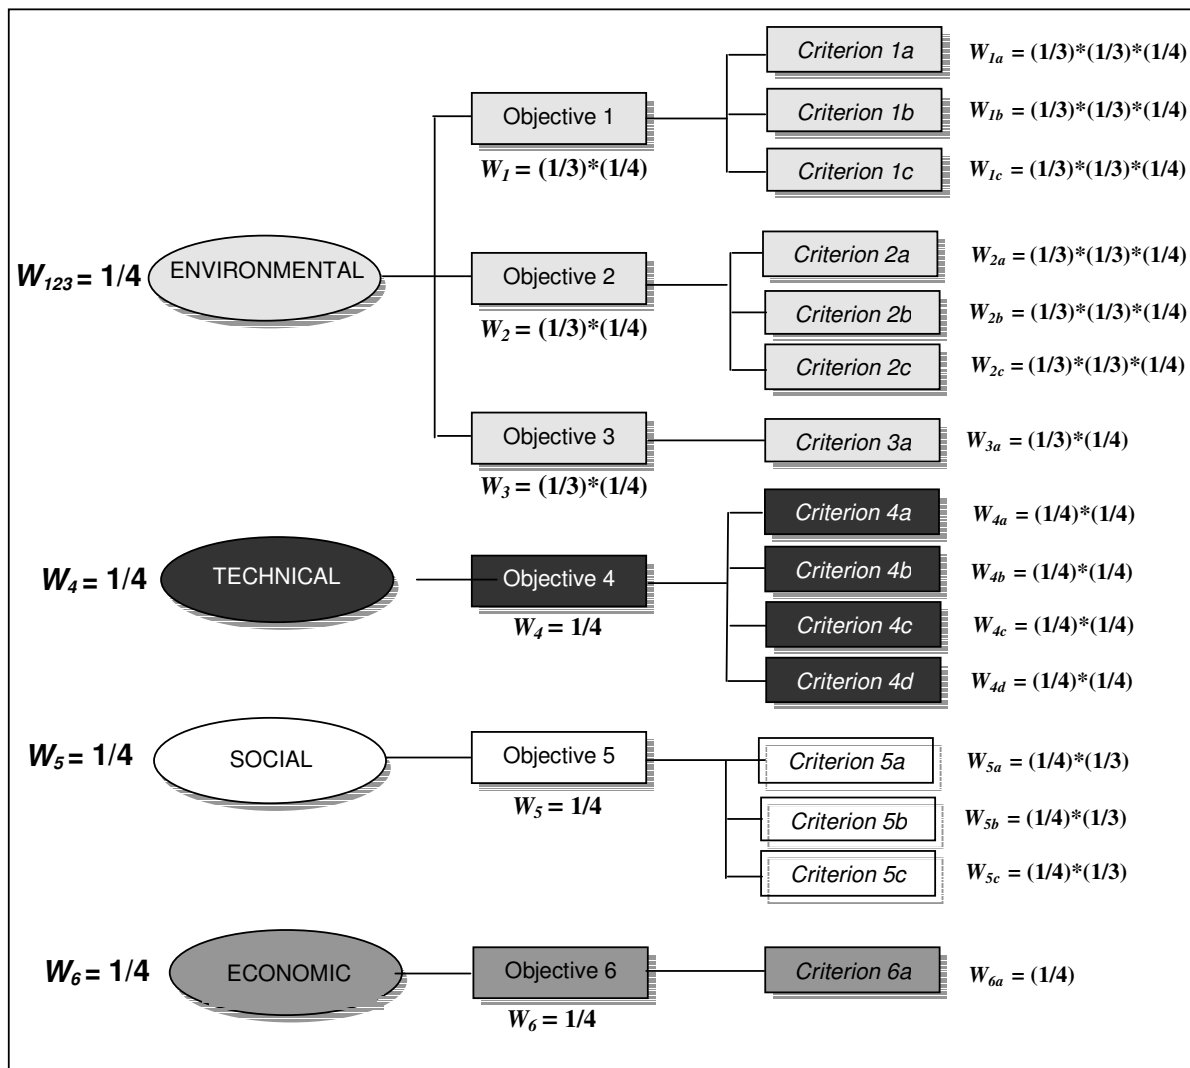 Criterion 1a
W1a = (1/3)*(1/3)*(1/4)
Objective 1
Criterion 1b
W1b = (1/3)*(1/3)*(1/4)
W1 = (1/3)*(1/4)
Criterion 1c
W1c = (1/3)*(1/3)*(1/4)
W123 = 1/4
ENVIRONMENTAL
Objective 2
W2 = (1/3)*(1/4)
Criterion 2a
W2a = (1/3)*(1/3)*(1/4)
Criterion 2b
W2b = (1/3)*(1/3)*(1/4)
Criterion 2c
W2c = (1/3)*(1/3)*(1/4)
Objective 3
W3 = (1/3)*(1/4)
Criterion 3a
W3a = (1/3)*(1/4)
W4 = 1/4
TECHNICAL
Objective 4
W4 = 1/4
Criterion 4a
W4a = (1/4)*(1/4)
Criterion 4b
W4b = (1/4)*(1/4)
Criterion 4c
W4c = (1/4)*(1/4)
Criterion 4d
W4d = (1/4)*(1/4)
W5 = 1/4
SOCIAL
Objective 5
W5 = 1/4
Criterion 5a
W5a = (1/4)*(1/3)
Criterion 5b
W5b = (1/4)*(1/3)
Criterion 5c
W5c = (1/4)*(1/3)
W6 = 1/4
ECONOMIC
Objective 6
W6 = 1/4
Criterion 6a
W6a = (1/4)